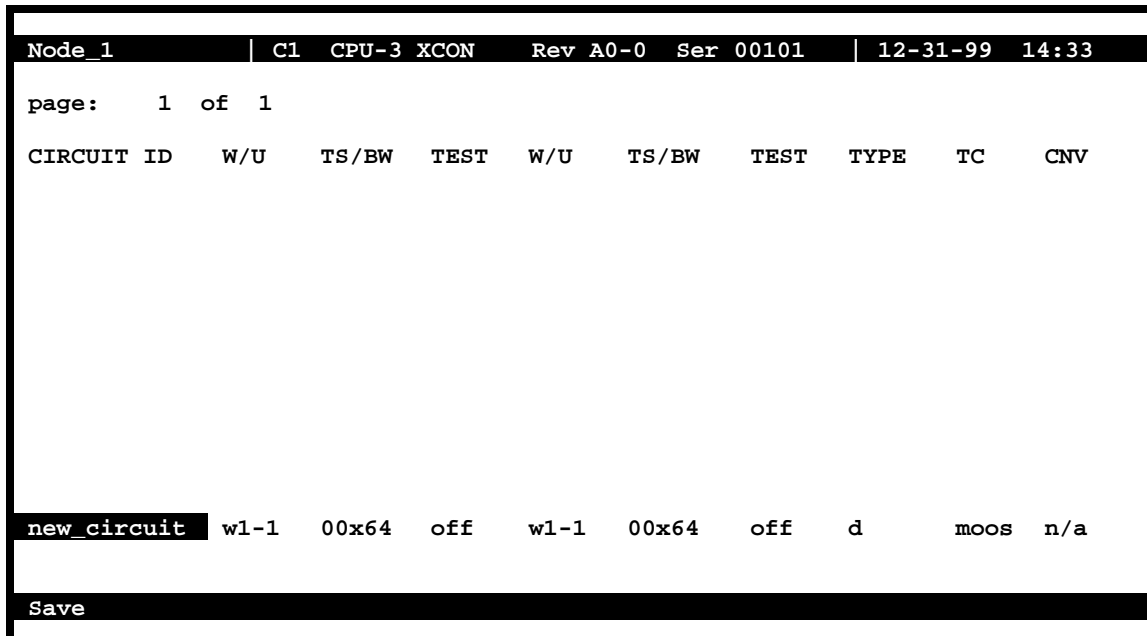 Node_1 | C1 CPU-3 XCON Rev A0-0 Ser 00101 | 12-31-99 14:33
page: 1 of 1
CIRCUIT ID W/U TS/BW TEST W/U TS/BW TEST TYPE TC CNV
new_circuit w1-1 00x64 off w1-1 00x64 off d moos n/a
Save